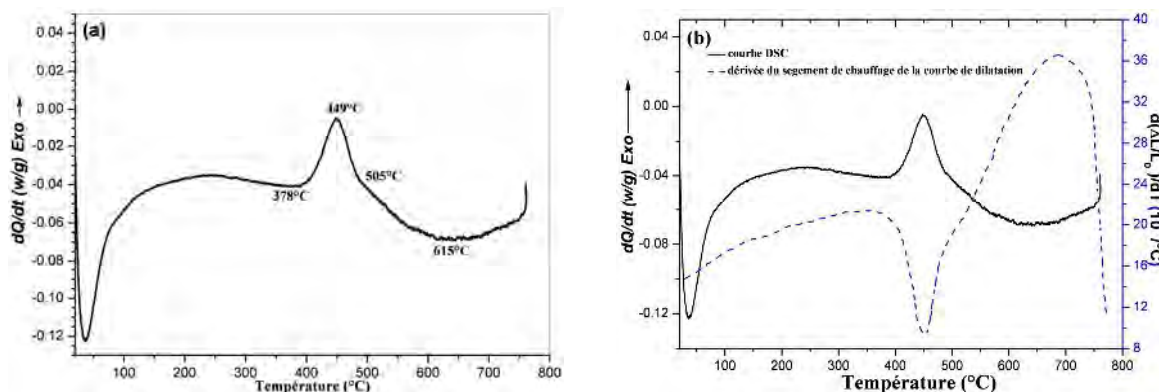 (a)
0.04
0.02
0.00
-0.02
-0.04
-0.06
-0.08
-0.10
-0.12
dQ/dt (w/g) Exo →
449°C
505°C
378°C
615°C
100 200 300 400 500 600 700 800
Température (°C)
(b)
courbe DSC
dérivée du segement de chauffage de la courbe de dilatation
0.04
0.00
-0.04
-0.08
-0.12
dQ/dt (w/g) Exo
40
36
32
28
24
20
16
12
8
100 200 300 400 500 600 700 800
Température (°C)